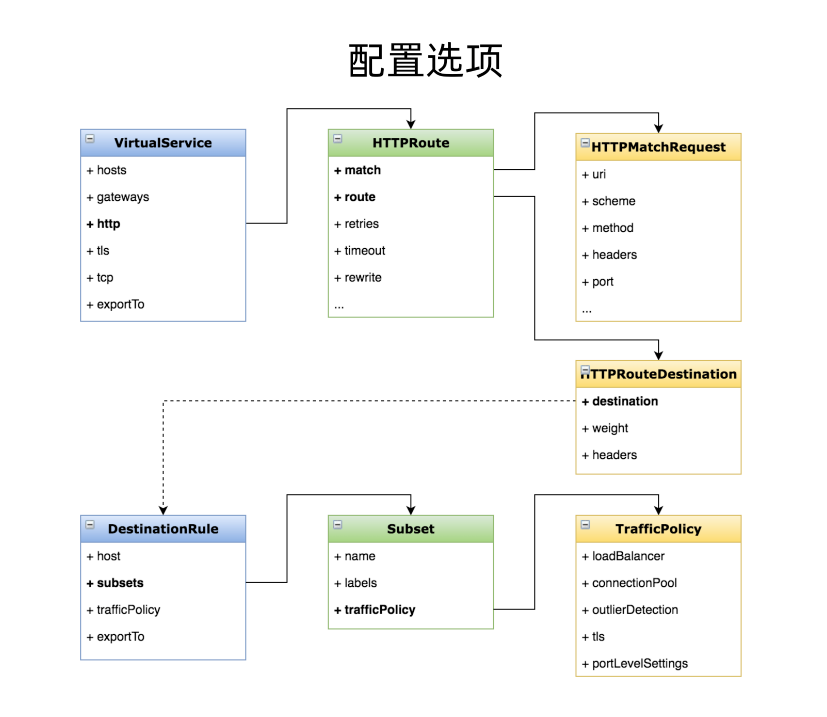 配置选项
VirtualService
+ hosts
+ gateways
+ http
+ tls
+ tcp
+ exportTo
HTTPRoute
+ match
+ route
+ retries
+ timeout
+ rewrite
...
HTTPMatchRequest
+ uri
+ scheme
+ method
+ headers
+ port
...
HTTPRouteDestination
+ destination
+ weight
+ headers
DestinationRule
+ host
+ subsets
+ trafficPolicy
+ exportTo
Subset
+ name
+ labels
+ trafficPolicy
TrafficPolicy
+ loadBalancer
+ connectionPool
+ outlierDetection
+ tls
+ portLevelSettings